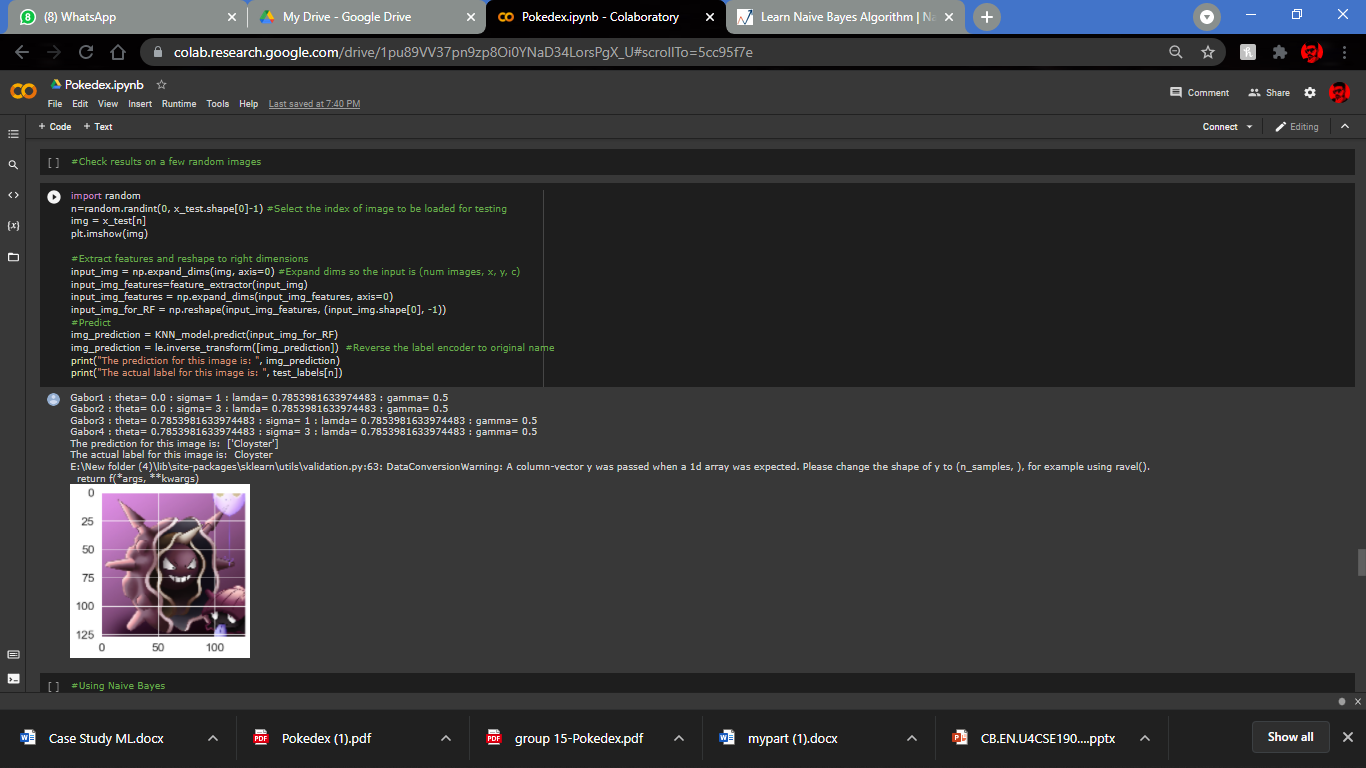 (8) WhatsApp
My Drive - Google Drive
Pokedex.ipynb - Colaboratory
Learn Naive Bayes Algorithm | Na
colab.research.google.com/drive/1pu89VV37pn9zp8Oi0YNaD34LorsPgX_U#scrollTo=5cc95f7e
Pokedex.ipynb
File Edit View Insert Runtime Tools Help Last saved at 7:40 PM
Comment Share
+ Code + Text
Connect Editing
[ ] #Check results on a few random images
import random
n=random.randint(0, x_test.shape[0]-1) #Select the index of image to be loaded for testing
img = x_test[n]
plt.imshow(img)
#Extract features and reshape to right dimensions
input_img = np.expand_dims(img, axis=0) #Expand dims so the input is (num images, x, y, c)
input_img_features=feature_extractor(input_img)
input_img_features = np.expand_dims(input_img_features, axis=0)
input_img_for_RF = np.reshape(input_img_features, (input_img.shape[0], -1))
#Predict
img_prediction = KNN_model.predict(input_img_for_RF)
img_prediction = le.inverse_transform([img_prediction]) #Reverse the label encoder to original name
print("The prediction for this image is: ", img_prediction)
print("The actual label for this image is: ", test_labels[n])
Gabor1 : theta= 0.0 : sigma= 1 : lamda= 0.7853981633974483 : gamma= 0.5
Gabor2 : theta= 0.0 : sigma= 3 : lamda= 0.7853981633974483 : gamma= 0.5
Gabor3 : theta= 0.7853981633974483 : sigma= 1 : lamda= 0.7853981633974483 : gamma= 0.5
Gabor4 : theta= 0.7853981633974483 : sigma= 3 : lamda= 0.7853981633974483 : gamma= 0.5
The prediction for this image is: ['Cloyster']
The actual label for this image is: Cloyster
E:\New folder (4)\lib\site-packages\sklearn\utils\validation.py:63: DataConversionWarning: A column-vector y was passed when a 1d array was expected. Please change the shape of y to (n_samples, ), for example using ravel().
return f(*args, **kwargs)
0
25
50
75
100
125
0 50 100
[ ] #Using Naive Bayes
Case Study ML.docx
Pokedex (1).pdf
group 15-Pokedex.pdf
mypart (1).docx
CB.EN.U4CSE190....pptx
Show all